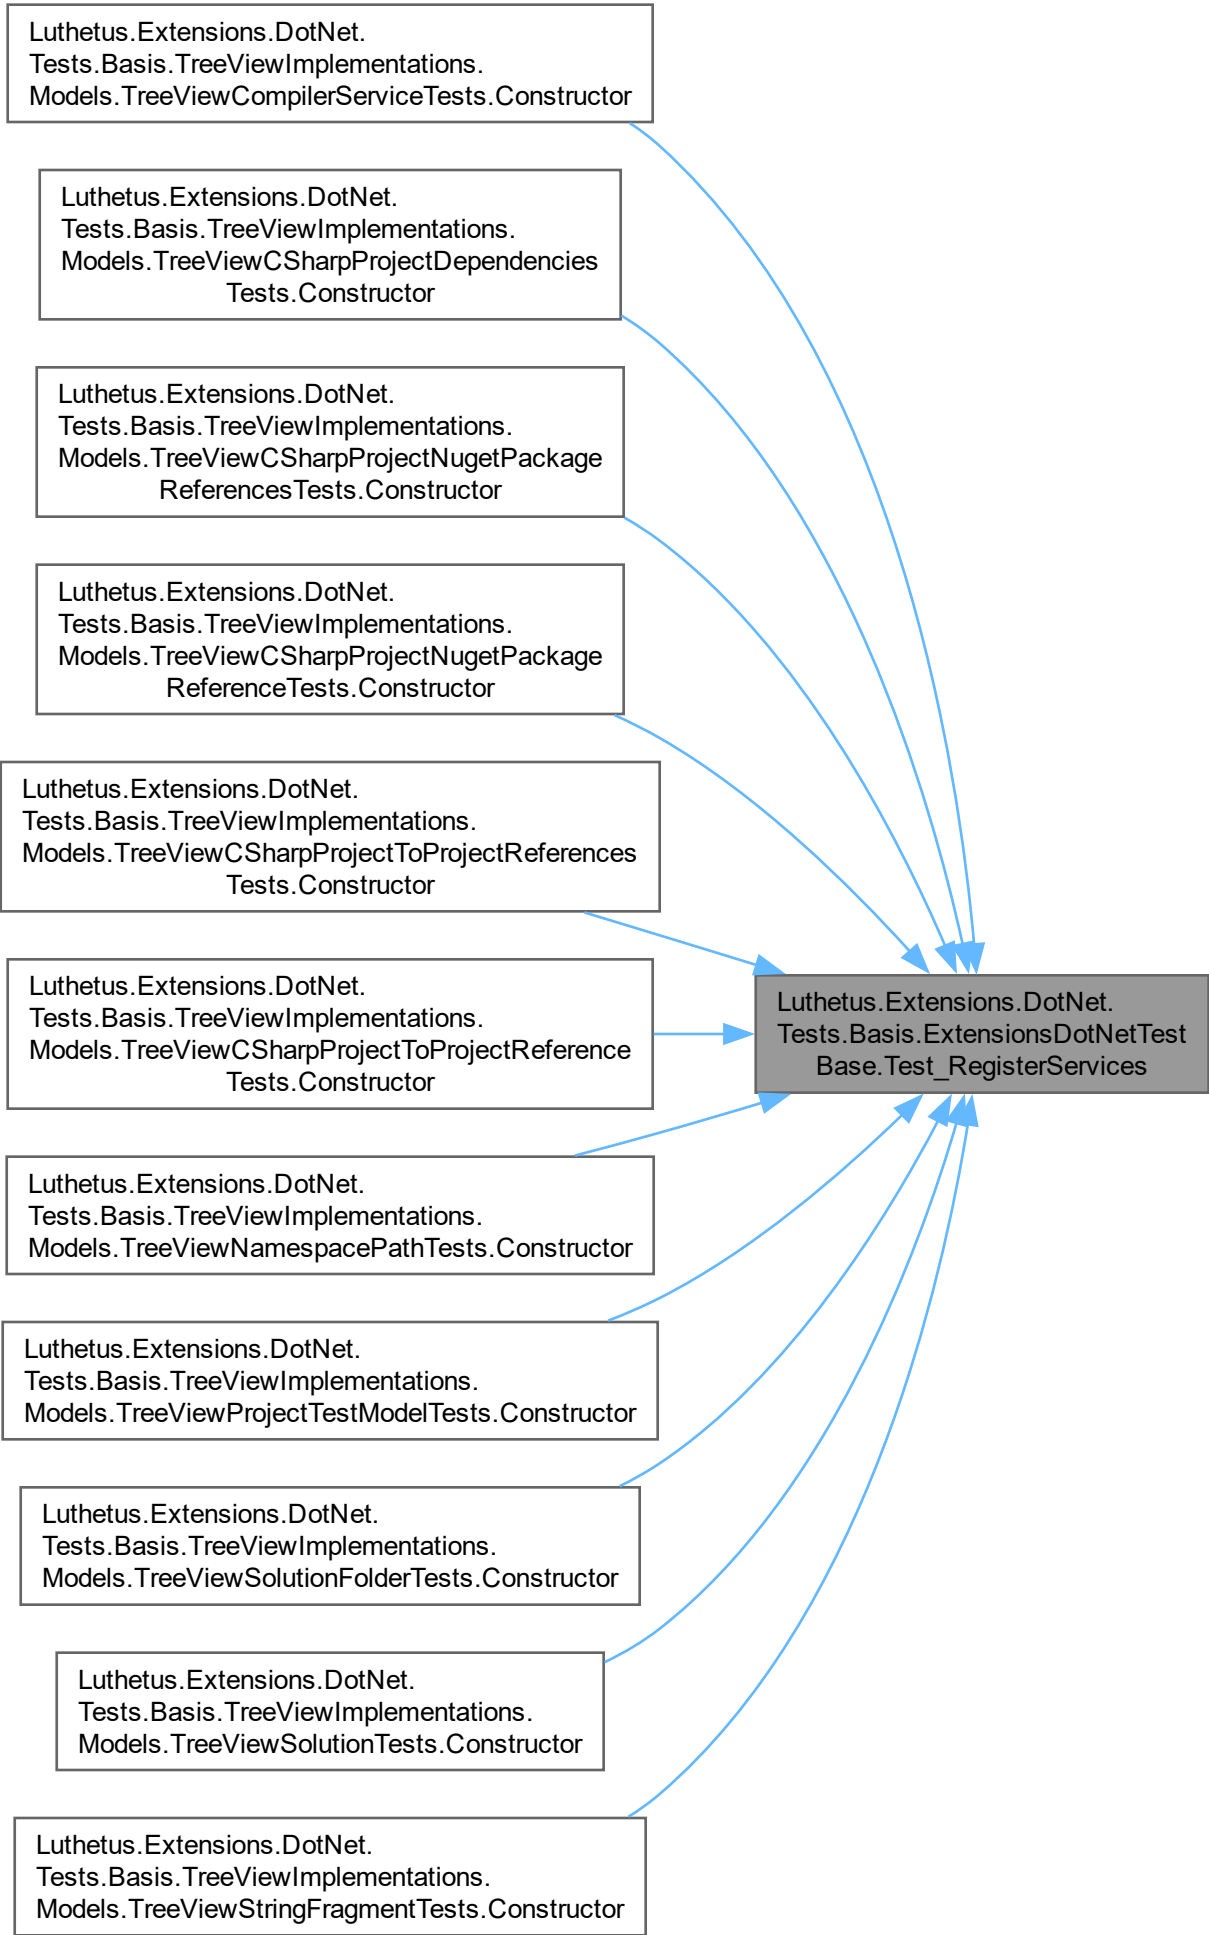 Luthetus.Extensions.DotNet.
Tests.Basis.TreeViewImplementations.
Models.TreeViewCompilerServiceTests.Constructor
Luthetus.Extensions.DotNet.
Tests.Basis.TreeViewImplementations.
Models.TreeViewCSharpProjectDependencies
Tests.Constructor
Luthetus.Extensions.DotNet.
Tests.Basis.TreeViewImplementations.
Models.TreeViewCSharpProjectNugetPackage
ReferencesTests.Constructor
Luthetus.Extensions.DotNet.
Tests.Basis.TreeViewImplementations.
Models.TreeViewCSharpProjectNugetPackage
ReferenceTests.Constructor
Luthetus.Extensions.DotNet.
Tests.Basis.TreeViewImplementations.
Models.TreeViewCSharpProjectToProjectReferences
Tests.Constructor
Luthetus.Extensions.DotNet.
Tests.Basis.TreeViewImplementations.
Models.TreeViewCSharpProjectToProjectReference
Tests.Constructor
Luthetus.Extensions.DotNet.
Tests.Basis.ExtensionsDotNetTest
Base.Test_RegisterServices
Luthetus.Extensions.DotNet.
Tests.Basis.TreeViewImplementations.
Models.TreeViewNamespacePathTests.Constructor
Luthetus.Extensions.DotNet.
Tests.Basis.TreeViewImplementations.
Models.TreeViewProjectTestModelTests.Constructor
Luthetus.Extensions.DotNet.
Tests.Basis.TreeViewImplementations.
Models.TreeViewSolutionFolderTests.Constructor
Luthetus.Extensions.DotNet.
Tests.Basis.TreeViewImplementations.
Models.TreeViewSolutionTests.Constructor
Luthetus.Extensions.DotNet.
Tests.Basis.TreeViewImplementations.
Models.TreeViewStringFragmentTests.Constructor